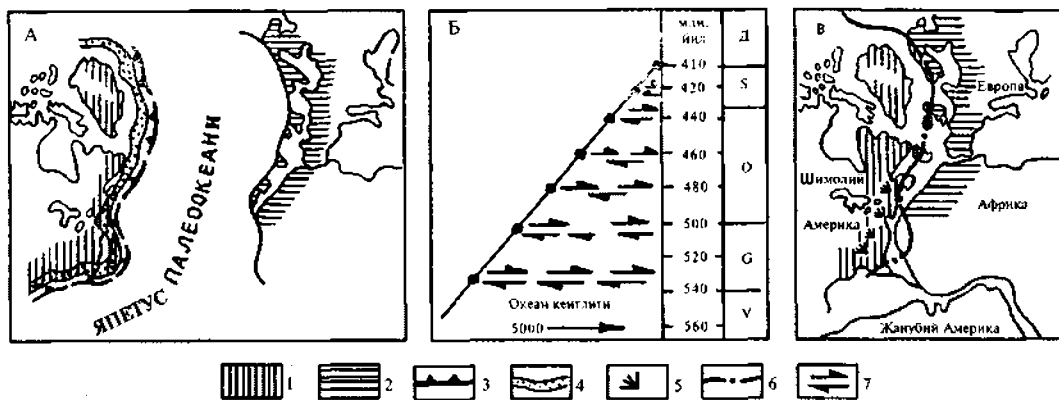 А
ЯПЕТУС ПАЛЕООКЕАНИ
Б
млн.
йил
410
420
440
460
480
500
520
540
560
Д
S
O
G
V
Океан кенглиги
5000
В
Европа
Шимолий
Америка
Африка
Жанубий Америка
1
2
3
4
5
6
7